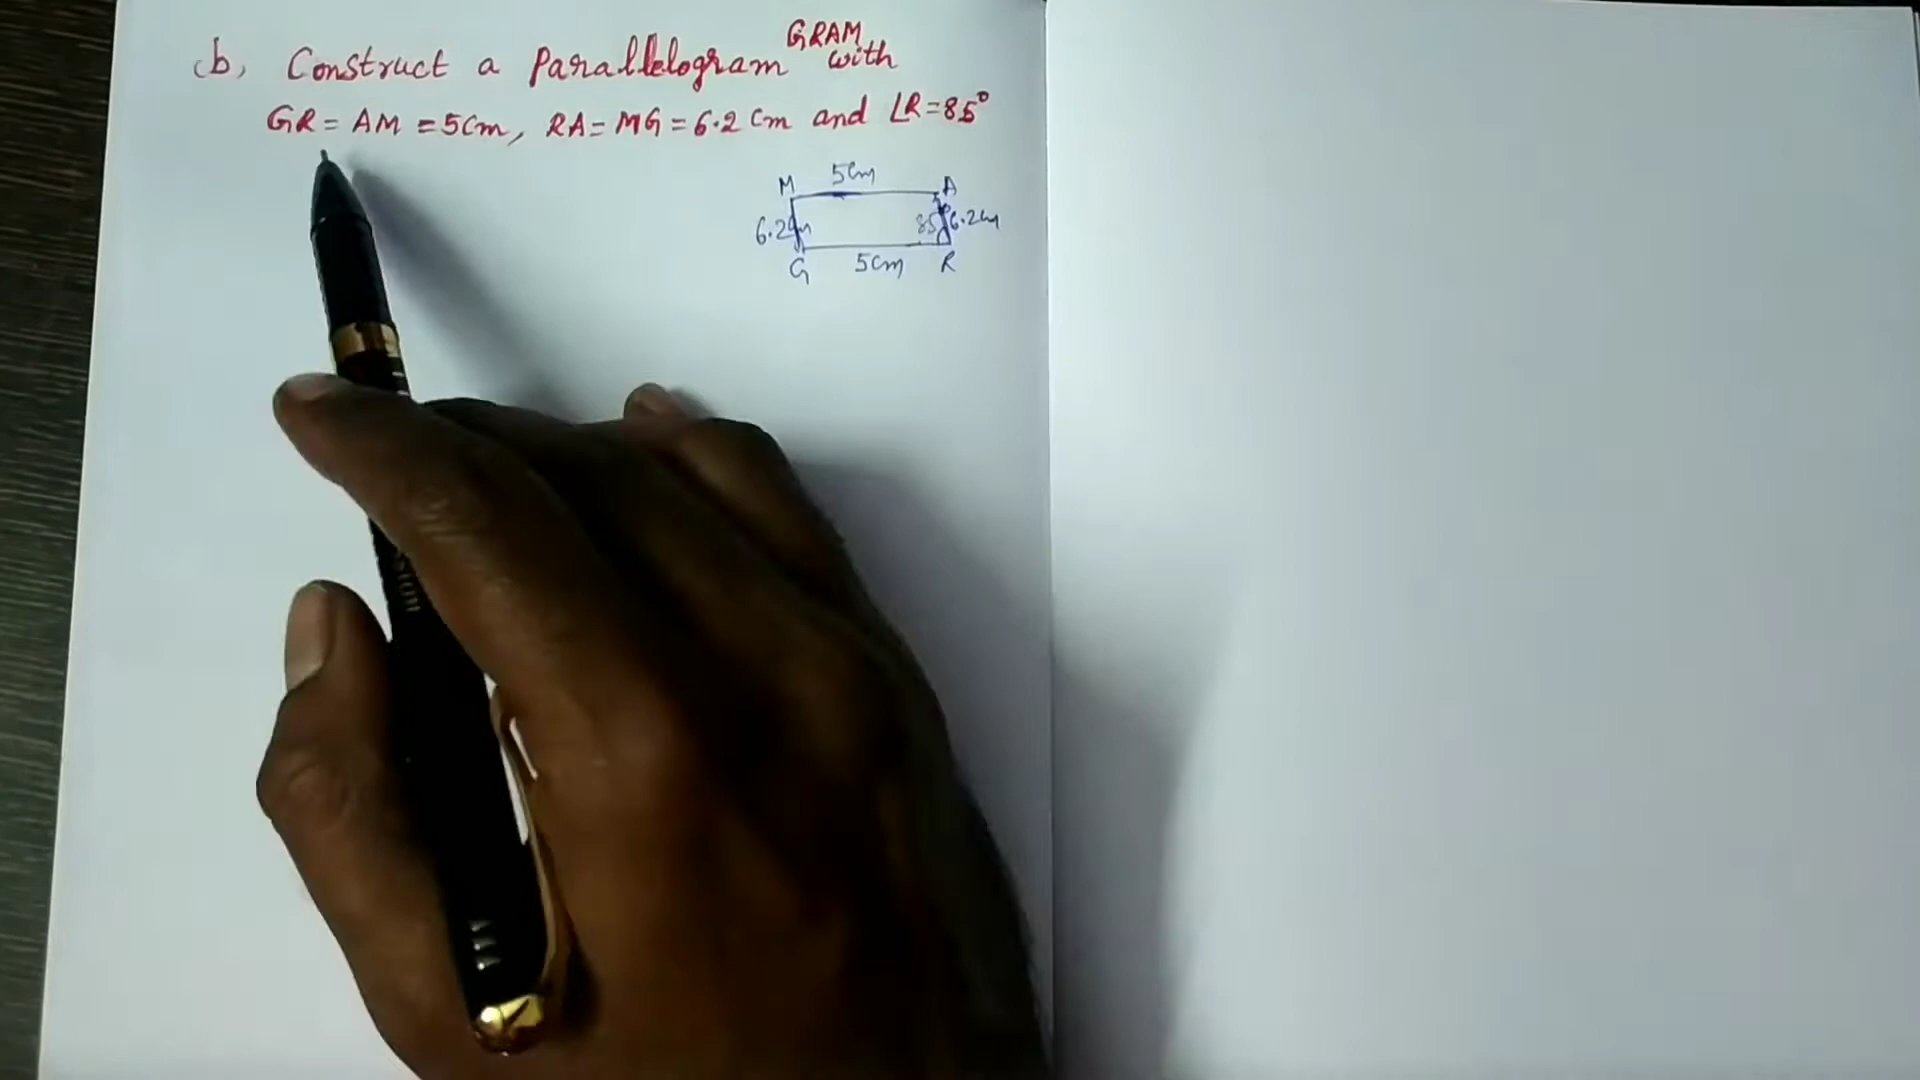 (b) Construct a Parallelogram GRAM with
GR = AM = 5cm, RA = MG = 6.2 cm and ∠R = 85°
5cm
M A
6.2cm 85 6.2cm
G 5cm R